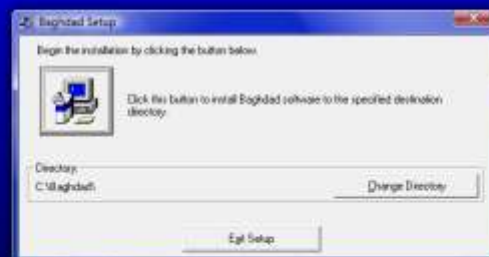 Baghdad Setup
Begin the installation by clicking the button below.
Click this button to install Baghdad software to the specified destination directory.
Directory:
C:\Baghdad\
Change Directory
Exit Setup